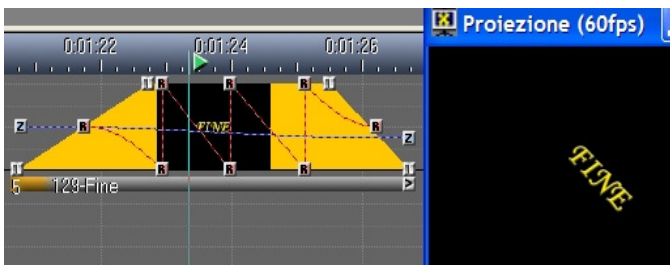 0:01:22 0:01:24 0:01:26
Z R T R R R T R Z
FINE
T R R R T
5 129-Fine
Proiezione (60fps)
FINE